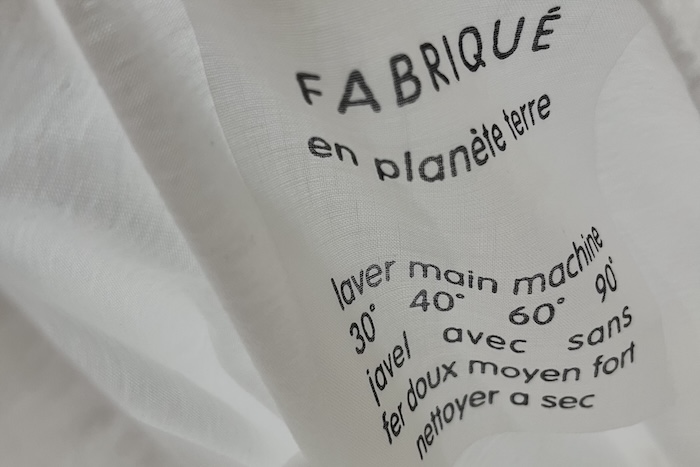 FABRIQUÉ
en planète terre
laver main machine
30° 40° 60° 90°
javel avec sans
fer doux moyen fort
nettoyer a sec